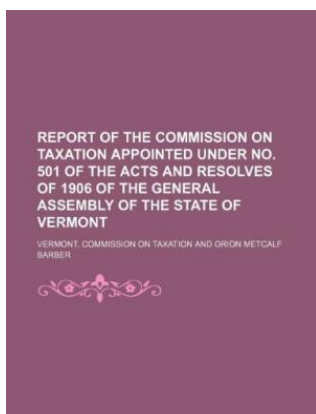 REPORT OF THE COMMISSION ON
TAXATION APPOINTED UNDER NO.
501 OF THE ACTS AND RESOLVES
OF 1906 OF THE GENERAL
ASSEMBLY OF THE STATE OF
VERMONT
VERMONT. COMMISSION ON TAXATION AND ORION METCALF
BARBER